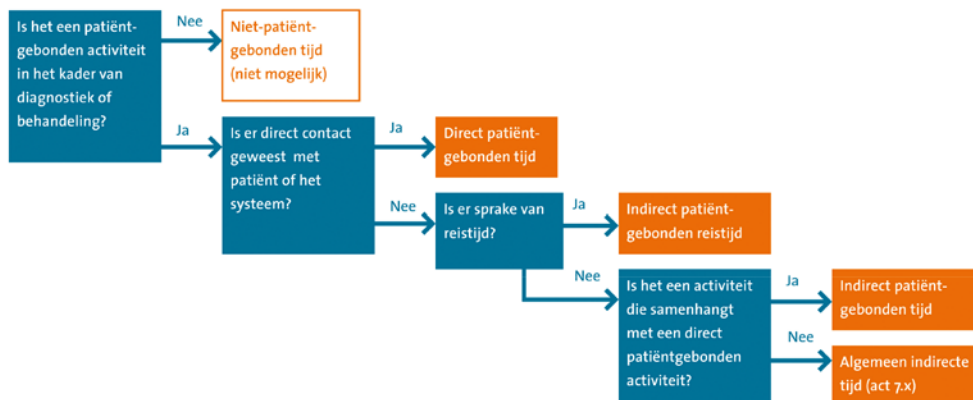 Is het een patiënt-
gebonden activiteit
in het kader van
diagnostiek of
behandeling?
Nee
Niet-patiënt-
gebonden tijd
(niet mogelijk)
Ja
Is er direct contact
geweest met
patiënt of het
systeem?
Ja
Direct patiënt-
gebonden tijd
Nee
Is er sprake van
reistijd?
Ja
Indirect patiënt-
gebonden reistijd
Nee
Is het een activiteit
die samenhangt
met een direct
patiëntgebonden
activiteit?
Ja
Indirect patiënt-
gebonden tijd
Nee
Algemeen indirecte
tijd (act 7.x)